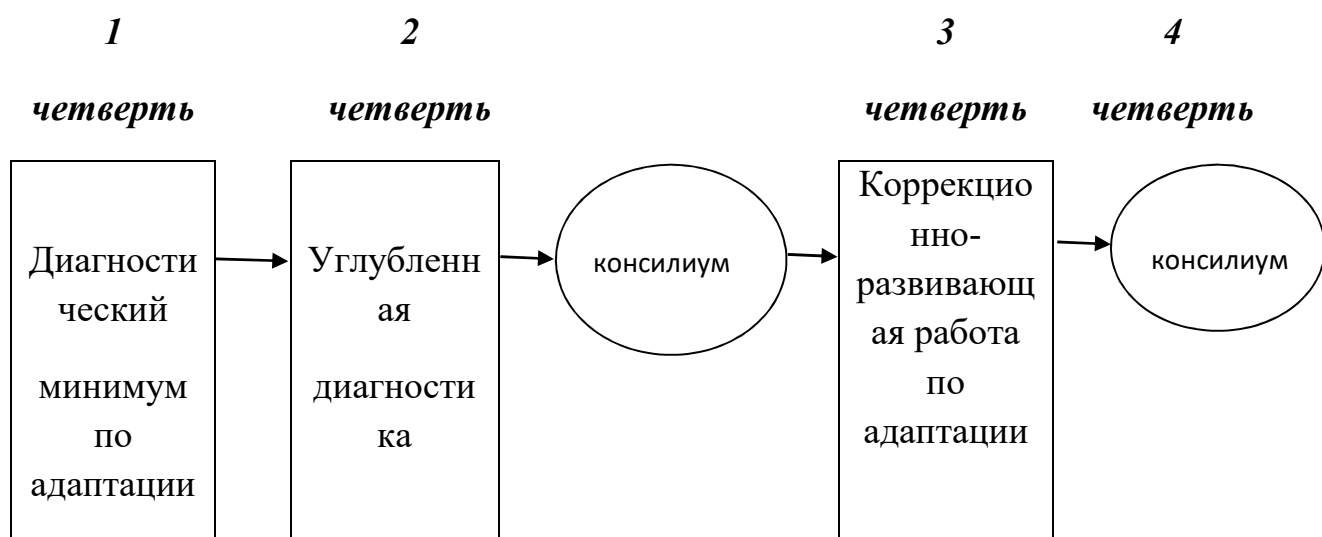 1
четверть
2
четверть
3
четверть
4
четверть
Диагности
ческий
минимум
по
адаптации
Углубленн
ая
диагности
ка
консилиум
Коррекцио
нно-
развивающ
ая работа
по
адаптации
консилиум